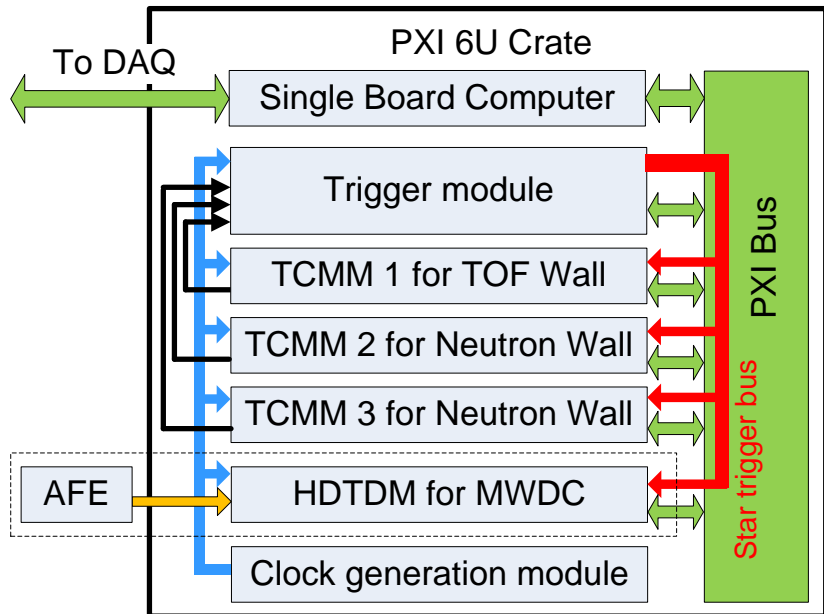 PXI 6U Crate
To DAQ
Single Board Computer
Trigger module
TCMM 1 for TOF Wall
TCMM 2 for Neutron Wall
TCMM 3 for Neutron Wall
AFE
HDTDM for MWDC
Clock generation module
PXI Bus
Star trigger bus